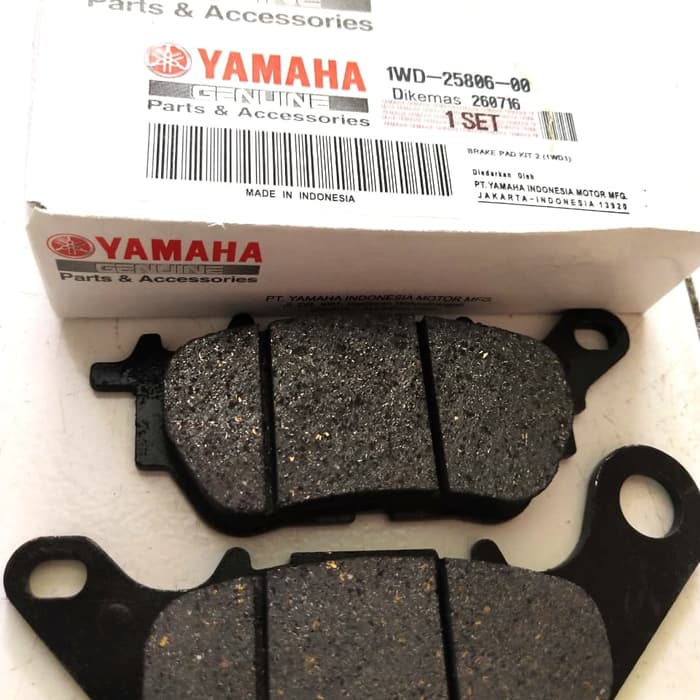 Parts & Accessories
YAMAHA
GENUINE
Parts & Accessories
1WD-25806-00
Dikemas 260716
1 SET
BRAKE PAD KIT 2 (1WD1)
MADE IN INDONESIA
Diedarkan Oleh
PT.YAMAHA INDONESIA MOTOR MFG.
JAKARTA-INDONESIA 13920
YAMAHA
GENUINE
Parts & Accessories
PT. YAMAHA INDONESIA MOTOR MFG.